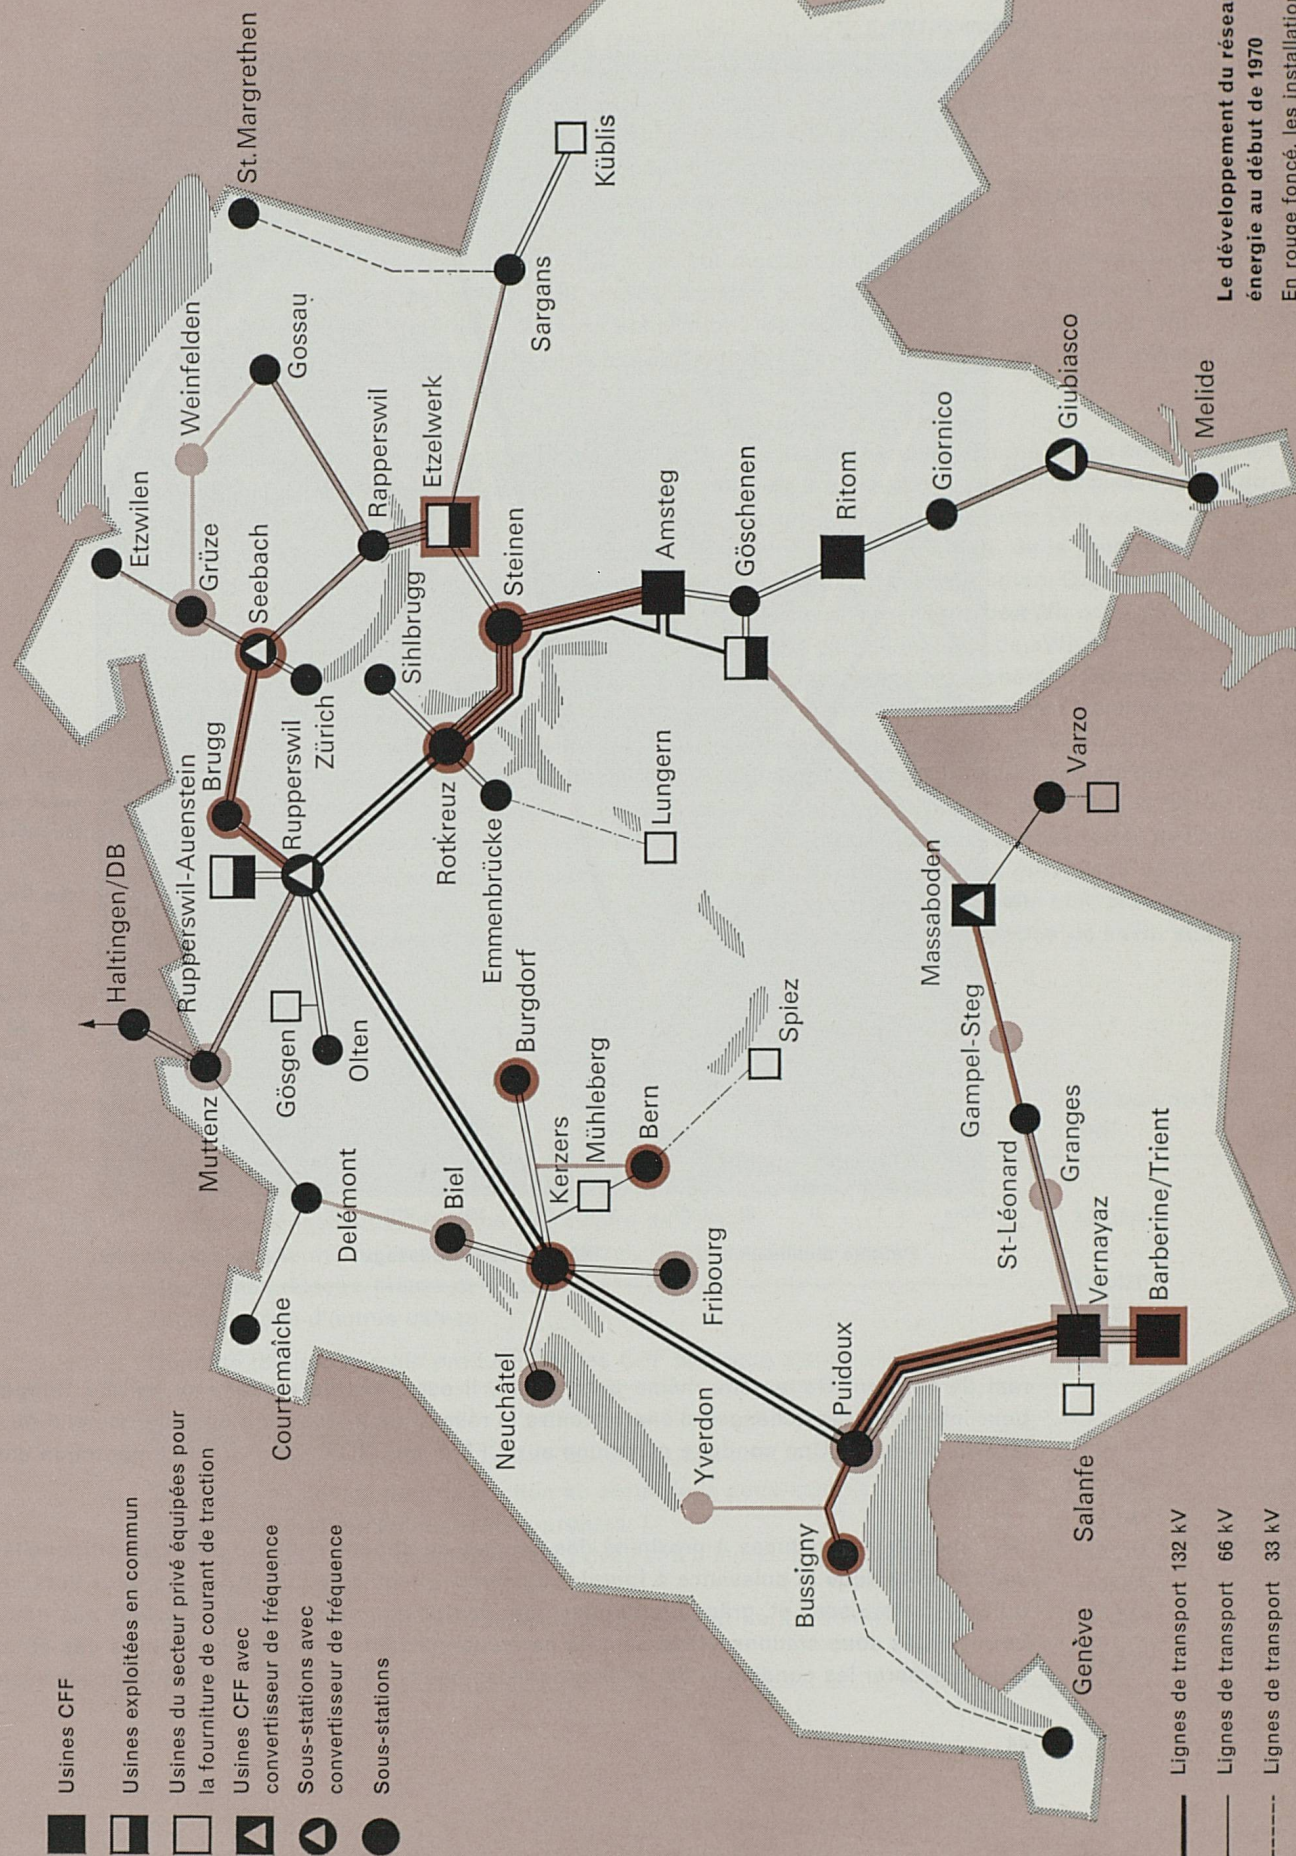 Usines CFF
Usines exploitées en commun
Usines du secteur privé équipées pour
la fourniture de courant de traction
Usines CFF avec
convertisseur de fréquence
Sous-stations avec
convertisseur de fréquence
Sous-stations
Courtemaîche
Delémont
Muttenz
Haltingen/DB
Rupperswil-Auenstein
Brugg
Rupperswil
Gösgen
Olten
Zürich
Seebach
Grüze
Etzwilen
Weinfelden
Gossau
St.Margrethen
Rapperswil
Etzelwerk
Sihlbrugg
Steinen
Sargans
Küblis
Rotkreuz
Emmenbrücke
Lungern
Amsteg
Göschenen
Ritom
Giornico
Giubiasco
Melide
Biel
Neuchâtel
Kerzers
Mühleberg
Burgdorf
Bern
Spiez
Fribourg
Yverdon
Puidoux
Bussigny
Genève
Salanfe
Vernayaz
Barberine/Trient
St-Léonard
Granges
Gampel-Steg
Massaboden
Varzo
Lignes de transport 132 kV
Lignes de transport 66 kV
Lignes de transport 33 kV
Le développement du
énergie au début de 1970
En rouge foncé, les